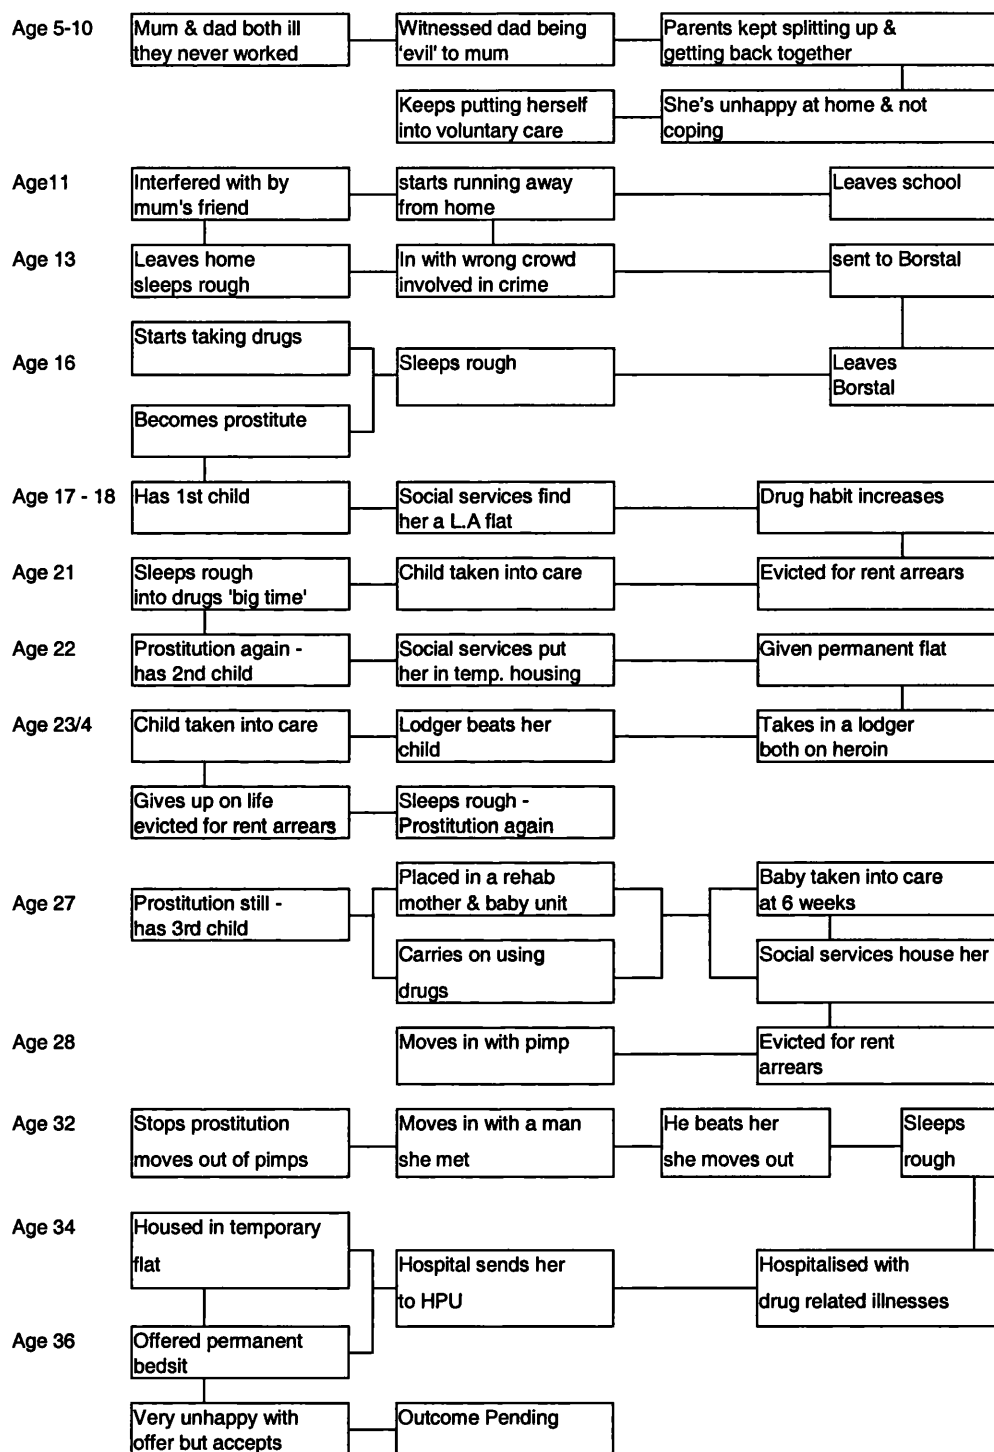 Age 5-10
Mum & dad both ill
they never worked
Witnessed dad being
'evil' to mum
Parents kept splitting up &
getting back together
Keeps putting herself
into voluntary care
She's unhappy at home & not
coping
Age11
Interfered with by
mum's friend
starts running away
from home
Leaves school
Age 13
Leaves home
sleeps rough
In with wrong crowd
involved in crime
sent to Borstal
Starts taking drugs
Age 16
Sleeps rough
Leaves
Borstal
Becomes prostitute
Age 17 - 18
Has 1st child
Social services find
her a L.A flat
Drug habit increases
Age 21
Sleeps rough
into drugs 'big time'
Child taken into care
Evicted for rent arrears
Age 22
Prostitution again -
has 2nd child
Social services put
her in temp. housing
Given permanent flat
Age 23/4
Child taken into care
Lodger beats her
child
Takes in a lodger
both on heroin
Gives up on life
evicted for rent arrears
Sleeps rough -
Prostitution again
Age 27
Prostitution still -
has 3rd child
Placed in a rehab
mother & baby unit
Baby taken into care
at 6 weeks
Carries on using
drugs
Social services house her
Age 28
Moves in with pimp
Evicted for rent
arrears
Age 32
Stops prostitution
moves out of pimps
Moves in with a man
she met
He beats her
she moves out
Sleeps
rough
Age 34
Housed in temporary
flat
Hospital sends her
to HPU
Hospitalised with
drug related illnesses
Age 36
Offered permanent
bedsit
Very unhappy with
offer but accepts
Outcome Pending